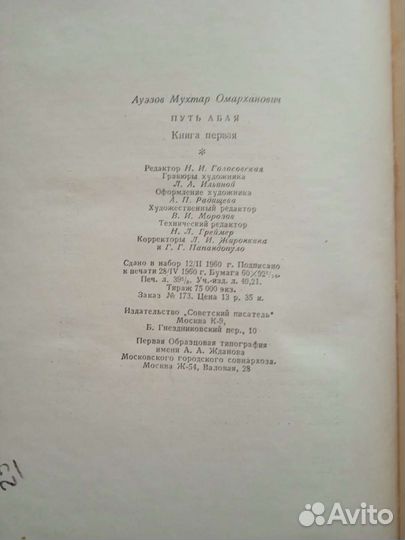 Ауэзов Мухтар Омарханович
ПУТЬ АБАЯ
Книга первая
*
Редактор Н. И. Голосовская
Гравюры художника
Л. А. Ильиной
Оформление художника
А. П. Радищева
Художественный редактор
В. И. Морозов
Технический редактор
Н. Л. Греймер
Корректоры Л. И. Жиронкина
и Г. Г. Папандопуло
Сдано в набор 12/II 1960 г. Подписано
к печати 28/IV 1960 г. Бумага 60×92¹/₁₆.
Печ. л. 39⁵/₈. Уч.-изд. л. 40,21.
Тираж 75 000 экз.
Заказ № 173. Цена 13 р. 35 к.
Издательство „Советский писатель“
Москва К-9,
Б. Гнездниковский пер., 10
Первая Образцовая типография
имени А. А. Жданова
Московского городского совнархоза.
Москва Ж-54, Валовая, 28
Avito